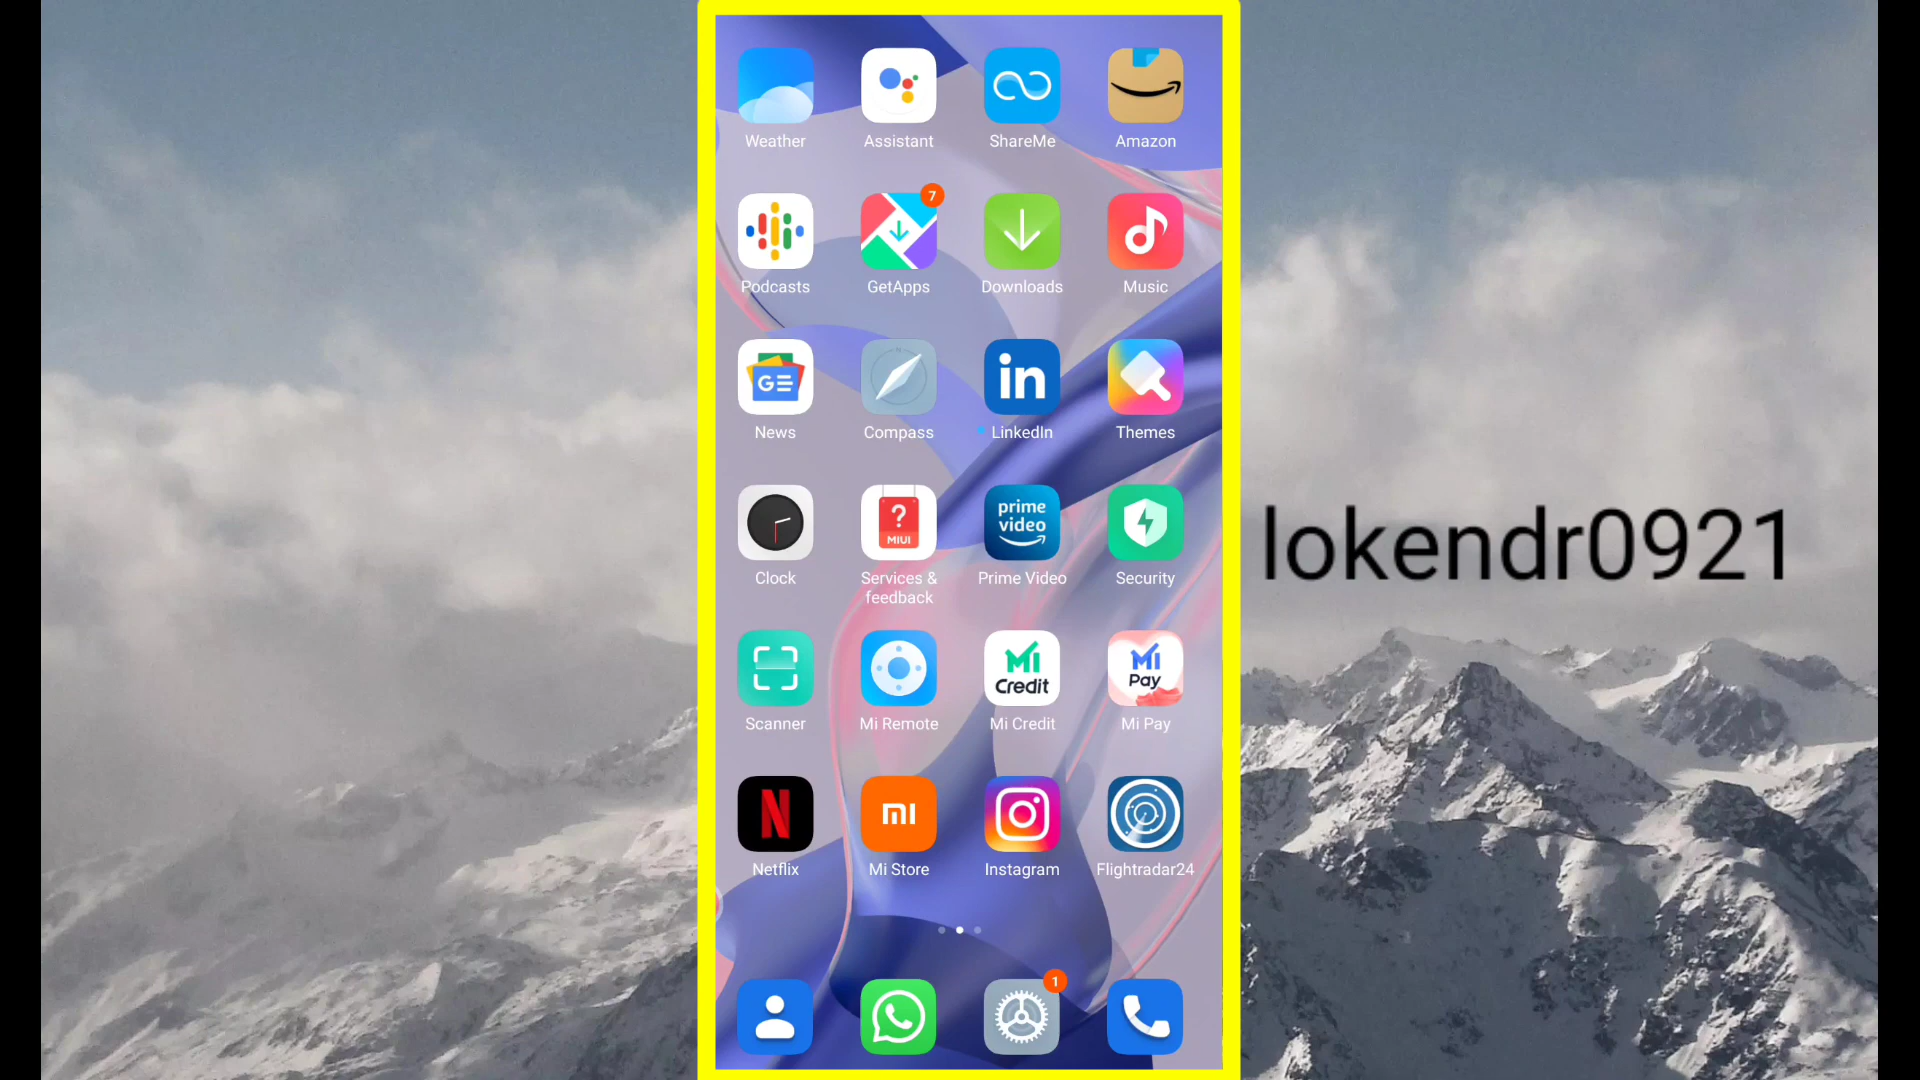 Weather Assistant ShareMe Amazon
7
Podcasts GetApps Downloads Music
GE
in
News Compass LinkedIn Themes
?
MIUI
prime
video
Clock Services & Prime Video Security
feedback
lokendr0921
Mi
Credit
Mi
Pay
Scanner Mi Remote Mi Credit Mi Pay
N
mi
Netflix Mi Store Instagram Flightradar24
1